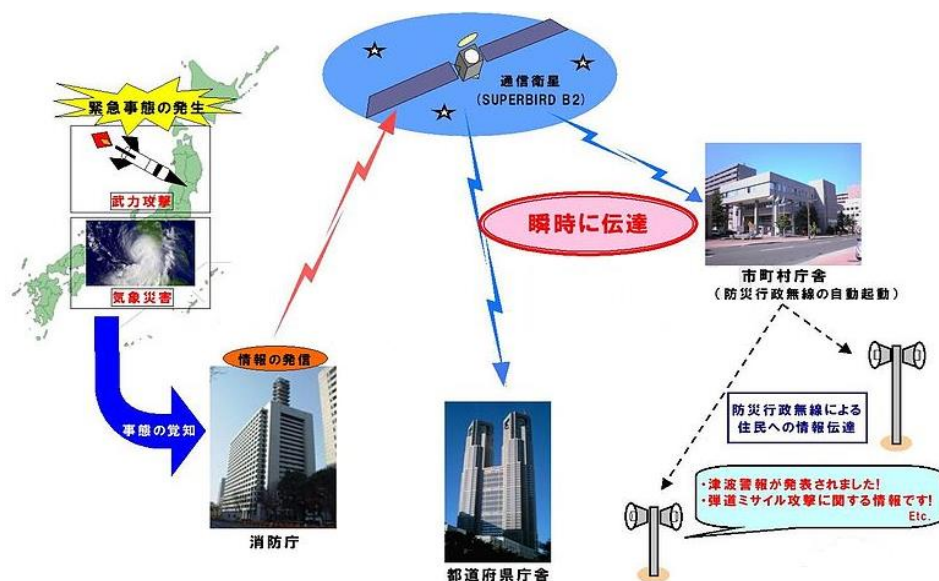 緊急事態の発生
武力攻撃
気象災害
事態の覚知
情報の発信
消防庁
通信衛星
(SUPERBIRD B2)
瞬時に伝達
都道府県庁舎
市町村庁舎
(防災行政無線の自動起動)
防災行政無線による
住民への情報伝達
・津波警報が発表されました!
・弾道ミサイル攻撃に関する情報です!
Etc.